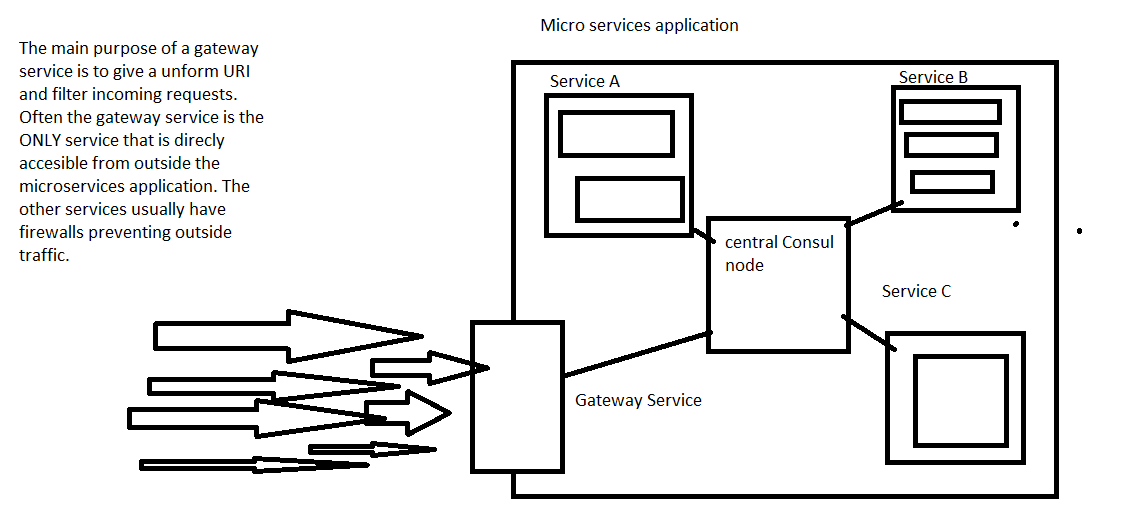 Micro services application
The main purpose of a gateway
service is to give a unform URI
and filter incoming requests.
Often the gateway service is the
ONLY service that is direcly
accesible from outside the
microservices application. The
other services usually have
firewalls preventing outside
traffic.
Service A
Service B
central Consul
node
Service C
Gateway Service